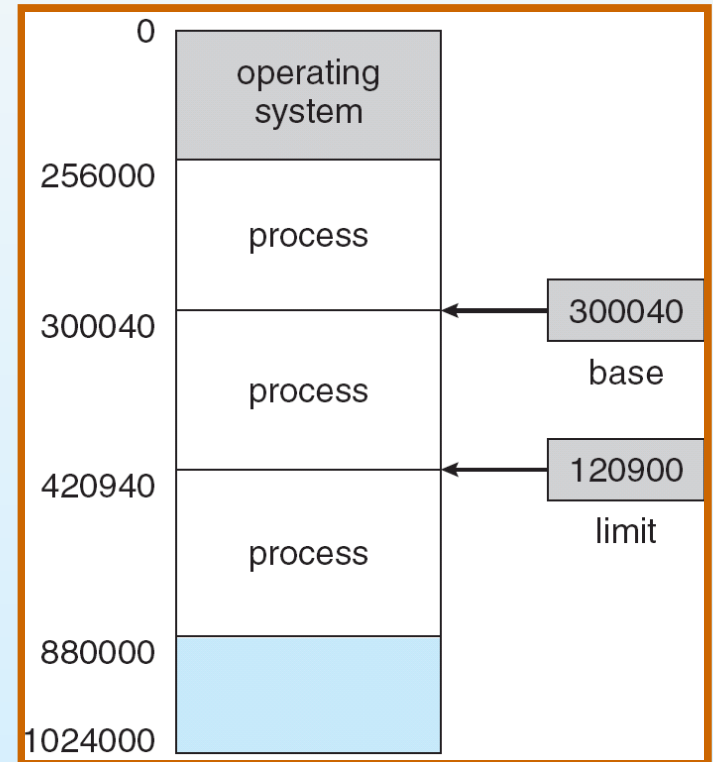 0
operating
system
256000
process
300040
300040
base
process
420940
120900
limit
process
880000
1024000